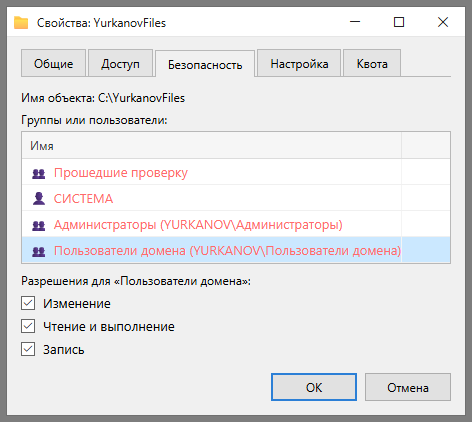 Свойства: YurkanovFiles
Общие Доступ Безопасность Настройка Квота
Имя объекта: C:\YurkanovFiles
Группы или пользователи:
Имя
Прошедшие проверку
СИСТЕМА
Администраторы (YURKANOV\Администраторы)
Пользователи домена (YURKANOV\Пользователи домена)
Разрешения для «Пользователи домена»:
Изменение
Чтение и выполнение
Запись
ОК Отмена